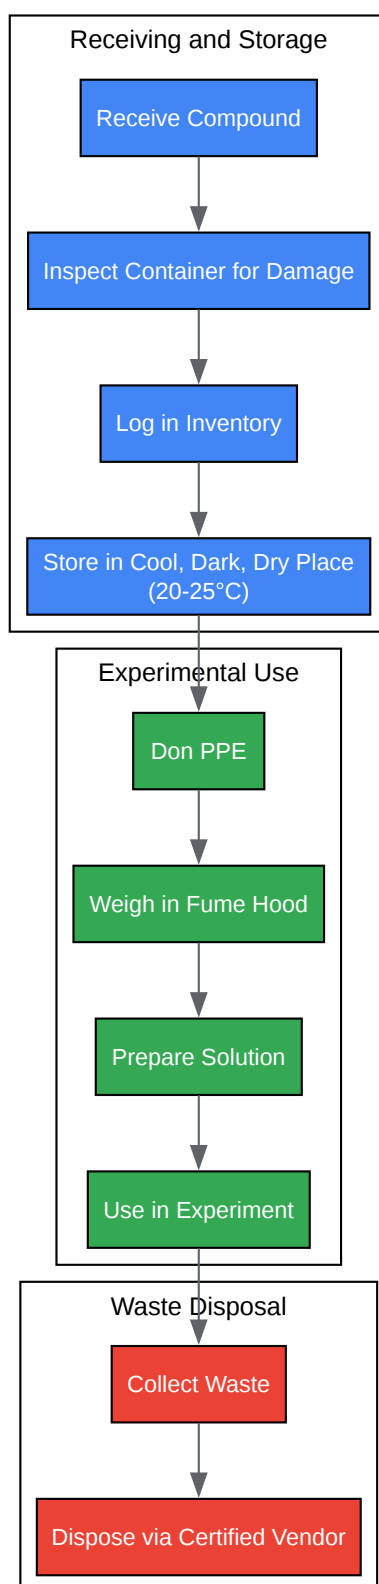 Receiving and Storage
Receive Compound
Inspect Container for Damage
Log in Inventory
Store in Cool, Dark, Dry Place
(20-25°C)
Experimental Use
Don PPE
Weigh in Fume Hood
Prepare Solution
Use in Experiment
Waste Disposal
Collect Waste
Dispose via Certified Vendor